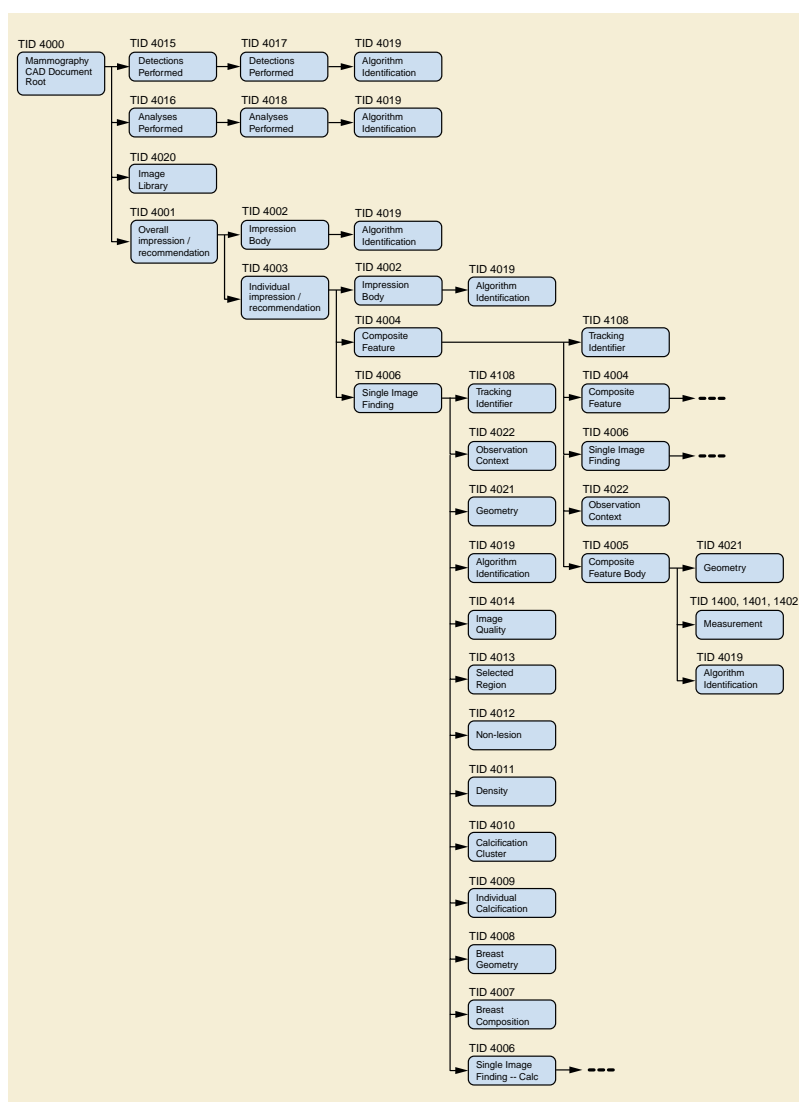 TID 4000
Mammography
CAD Document
Root
TID 4015
Detections
Performed
TID 4017
Detections
Performed
TID 4019
Algorithm
Identification
TID 4016
Analyses
Performed
TID 4018
Analyses
Performed
TID 4019
Algorithm
Identification
TID 4020
Image
Library
TID 4001
Overall
impression /
recommendation
TID 4002
Impression
Body
TID 4019
Algorithm
Identification
TID 4003
Individual
impression /
recommendation
TID 4002
Impression
Body
TID 4019
Algorithm
Identification
TID 4004
Composite
Feature
TID 4108
Tracking
Identifier
TID 4006
Single Image
Finding
TID 4108
Tracking
Identifier
TID 4004
Composite
Feature
TID 4022
Observation
Context
TID 4006
Single Image
Finding
TID 4021
Geometry
TID 4022
Observation
Context
TID 4019
Algorithm
Identification
TID 4005
Composite
Feature Body
TID 4021
Geometry
TID 4014
Image
Quality
TID 1400, 1401, 1402
Measurement
TID 4013
Selected
Region
TID 4019
Algorithm
Identification
TID 4012
Non-lesion
TID 4011
Density
TID 4010
Calcification
Cluster
TID 4009
Individual
Calcification
TID 4008
Breast
Geometry
TID 4007
Breast
Composition
TID 4006
Single Image
Finding -- Calc